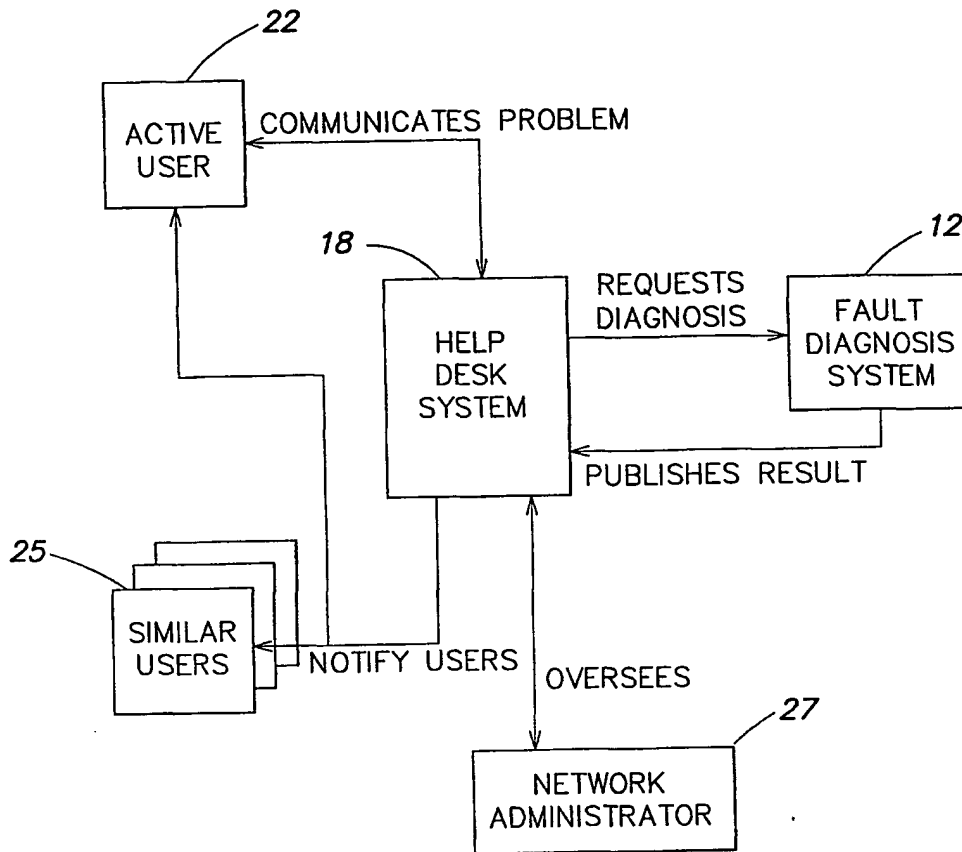 22
ACTIVE
USER
COMMUNICATES PROBLEM
18
HELP
DESK
SYSTEM
REQUESTS
DIAGNOSIS
12
FAULT
DIAGNOSIS
SYSTEM
PUBLISHES RESULT
25
SIMILAR
USERS
NOTIFY USERS
OVERSEES
27
NETWORK
ADMINISTRATOR